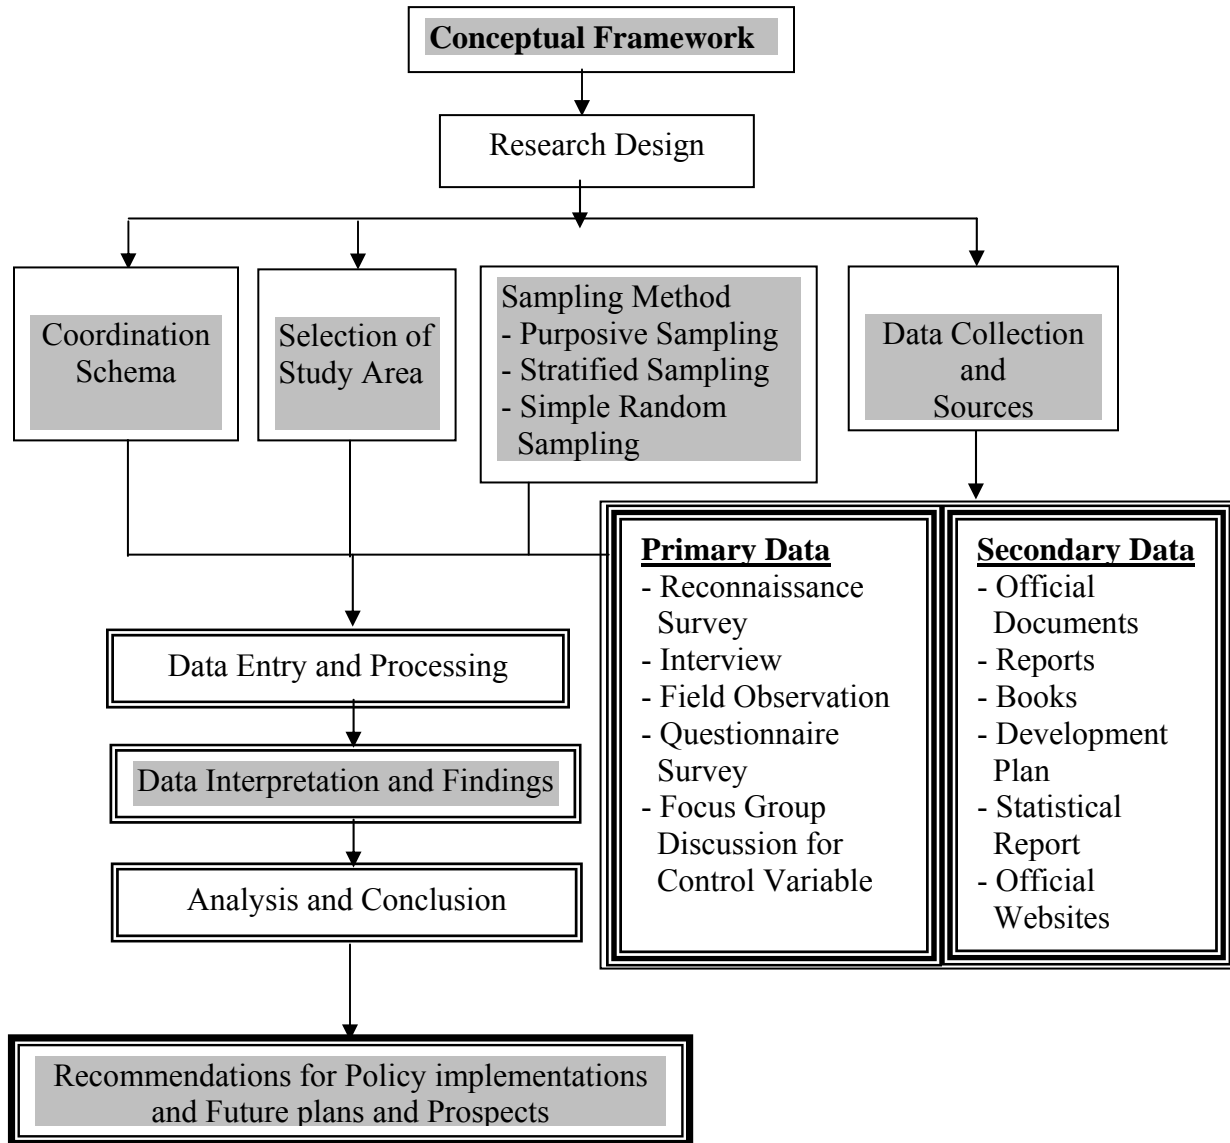 Conceptual Framework
Research Design
Coordination
Schema
Selection of
Study Area
Sampling Method
- Purposive Sampling
- Stratified Sampling
- Simple Random
Sampling
Data Collection
and
Sources
Primary Data
- Reconnaissance
Survey
- Interview
- Field Observation
- Questionnaire
Survey
- Focus Group
Discussion for
Control Variable
Secondary Data
- Official
Documents
- Reports
- Books
- Development
Plan
- Statistical
Report
- Official
Websites
Data Entry and Processing
Data Interpretation and Findings
Analysis and Conclusion
Recommendations for Policy implementations
and Future plans and Prospects